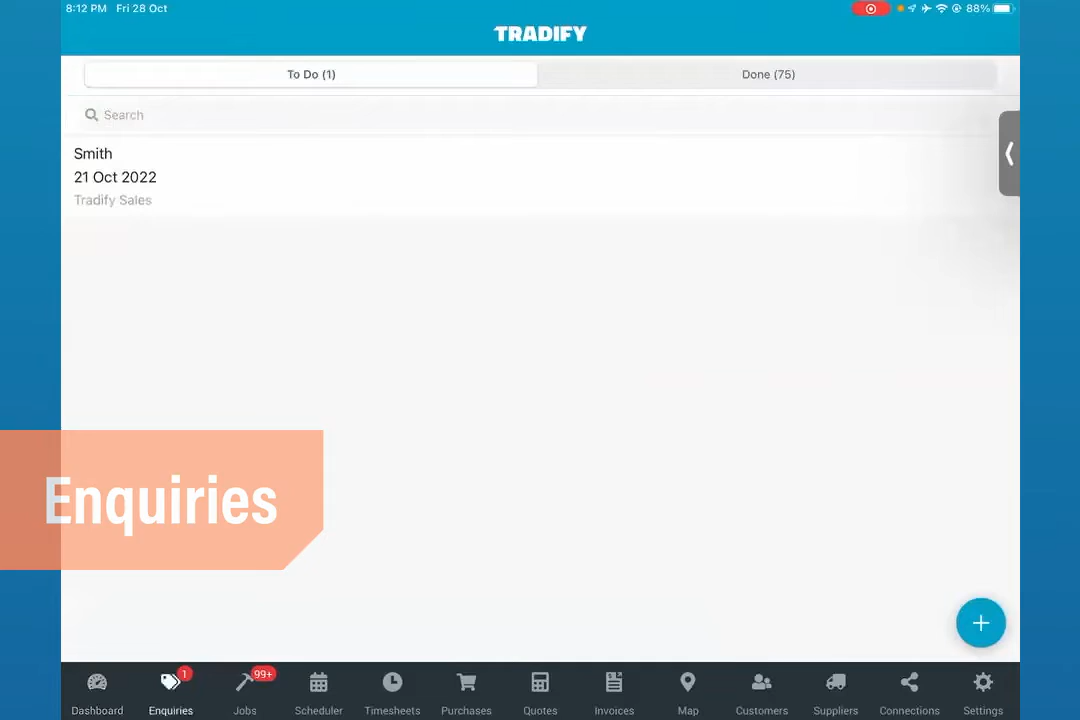 8:12 PM Fri 28 Oct
88%
TRADIFY
To Do (1)
Done (75)
Search
Smith
21 Oct 2022
Tradify Sales
Enquiries
+
1
99+
Dashboard
Enquiries
Jobs
Scheduler
Timesheets
Purchases
Quotes
Invoices
Map
Customers
Suppliers
Connections
Settings